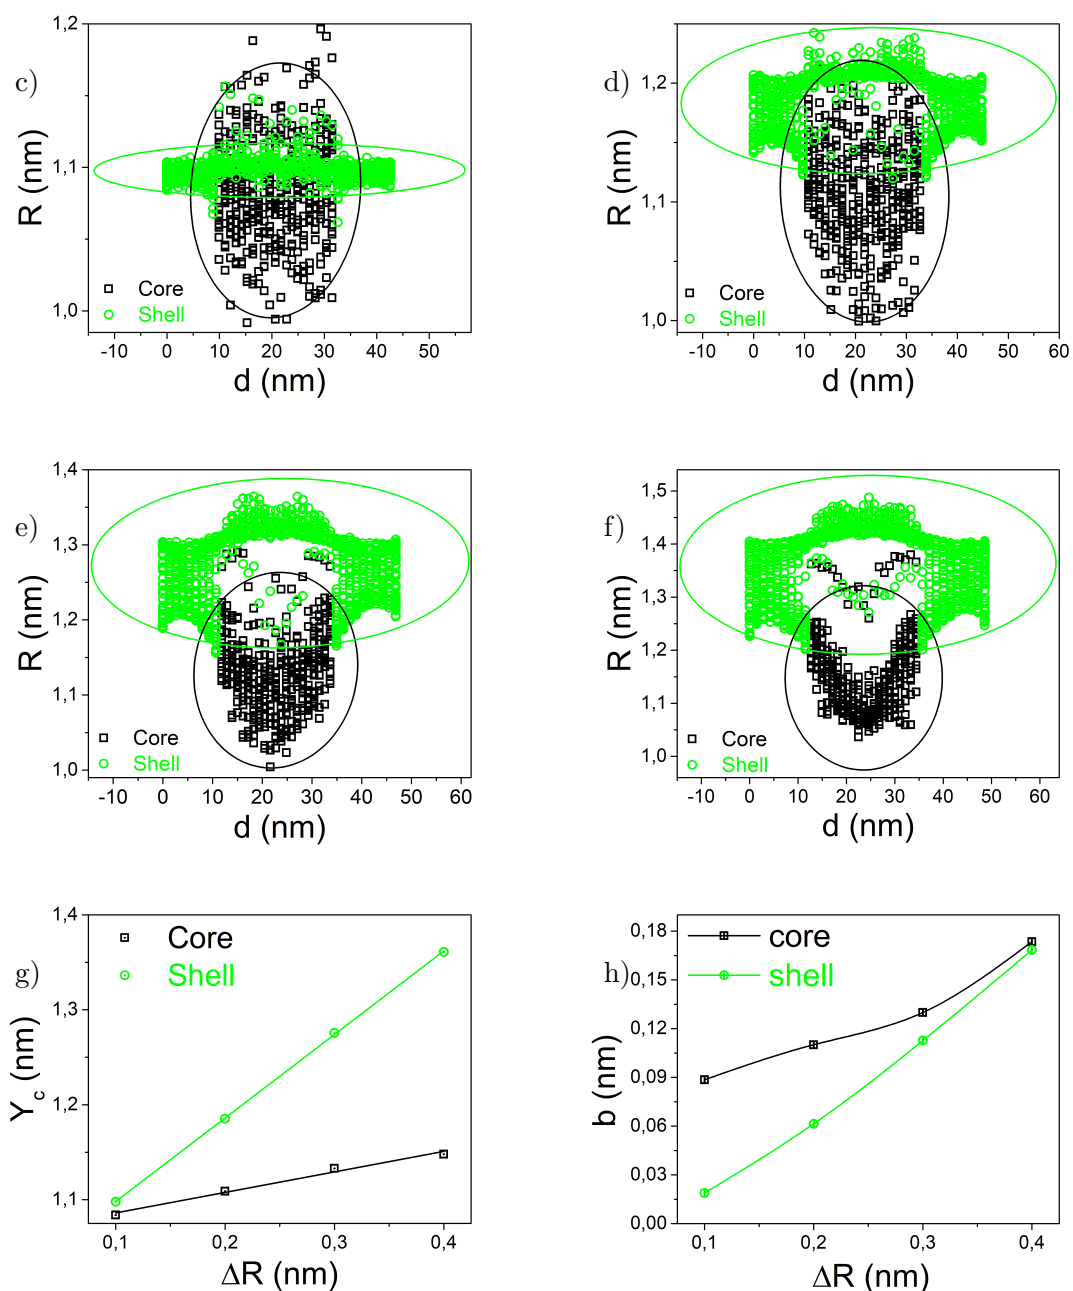 c)
1,2
1,1
1,0
R (nm)
Core
Shell
-10 0 10 20 30 40 50
d (nm)
d)
1,2
1,1
1,0
R (nm)
Core
Shell
-10 0 10 20 30 40 50 60
d (nm)
e)
1,4
1,3
1,2
1,1
1,0
R (nm)
Core
Shell
-10 0 10 20 30 40 50 60
d (nm)
f)
1,5
1,4
1,3
1,2
1,1
1,0
R (nm)
Core
Shell
-10 0 10 20 30 40 50 60
d (nm)
g)
1,4
1,3
1,2
1,1
Yc (nm)
Core
Shell
0,1 0,2 0,3 0,4
ΔR (nm)
h)
0,18
0,15
0,12
0,09
0,06
0,03
0,00
b (nm)
core
shell
0,1 0,2 0,3 0,4
ΔR (nm)